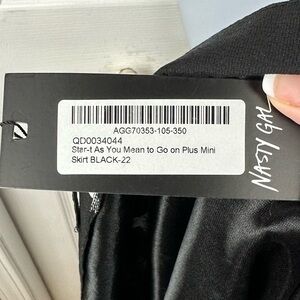 AGG70353-105-350
QD0034044
Star-t As You Mean to Go on Plus Mini
Skirt BLACK-22
NASTY GAL